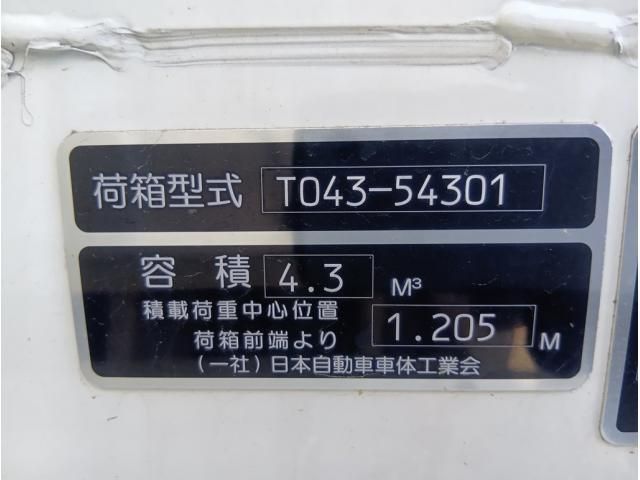 荷箱型式 T043-54301
容積 4.3 M³
積載荷重中心位置
荷箱前端より 1.205 M
(一社)日本自動車車体工業会